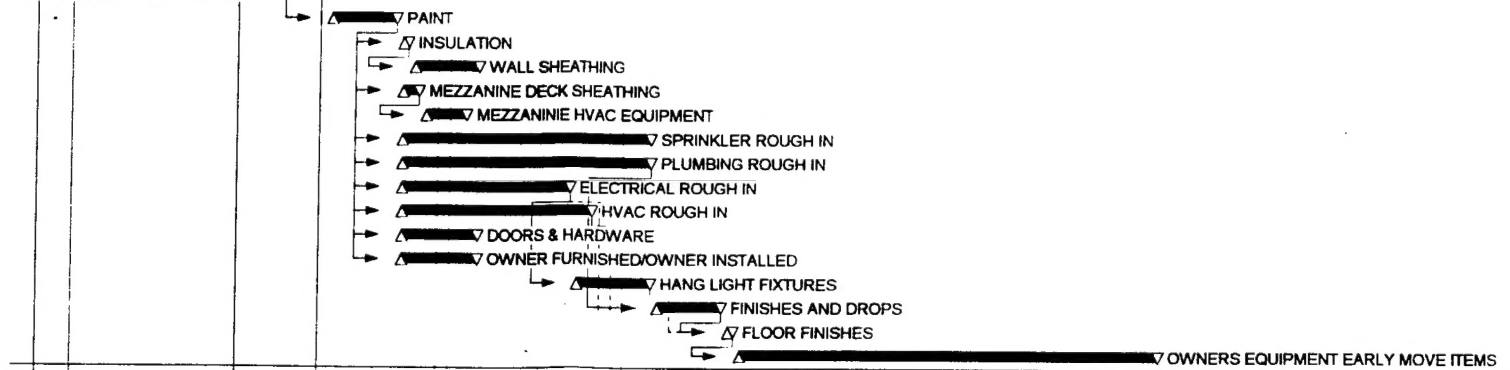 PAINT
INSULATION
WALL SHEATHING
MEZZANINE DECK SHEATHING
MEZZANINIE HVAC EQUIPMENT
SPRINKLER ROUGH IN
PLUMBING ROUGH IN
ELECTRICAL ROUGH IN
HVAC ROUGH IN
DOORS & HARDWARE
OWNER FURNISHED/OWNER INSTALLED
HANG LIGHT FIXTURES
FINISHES AND DROPS
FLOOR FINISHES
OWNERS EQUIPMENT EARLY MOVE ITEMS